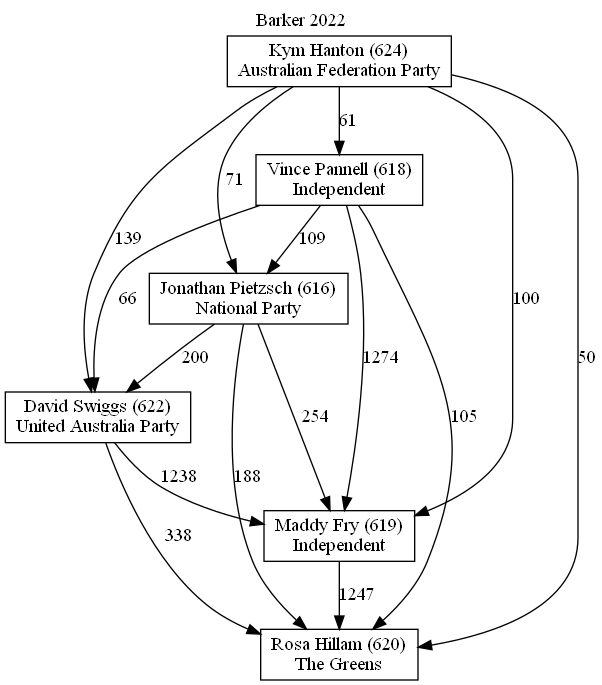 Barker 2022
Kym Hanton (624)
Australian Federation Party
61
71
Vince Pannell (618)
Independent
139
109
66
100
Jonathan Pietzsch (616)
National Party
200
1274
50
David Swiggs (622)
United Australia Party
254
105
1238
188
338
Maddy Fry (619)
Independent
1247
Rosa Hillam (620)
The Greens